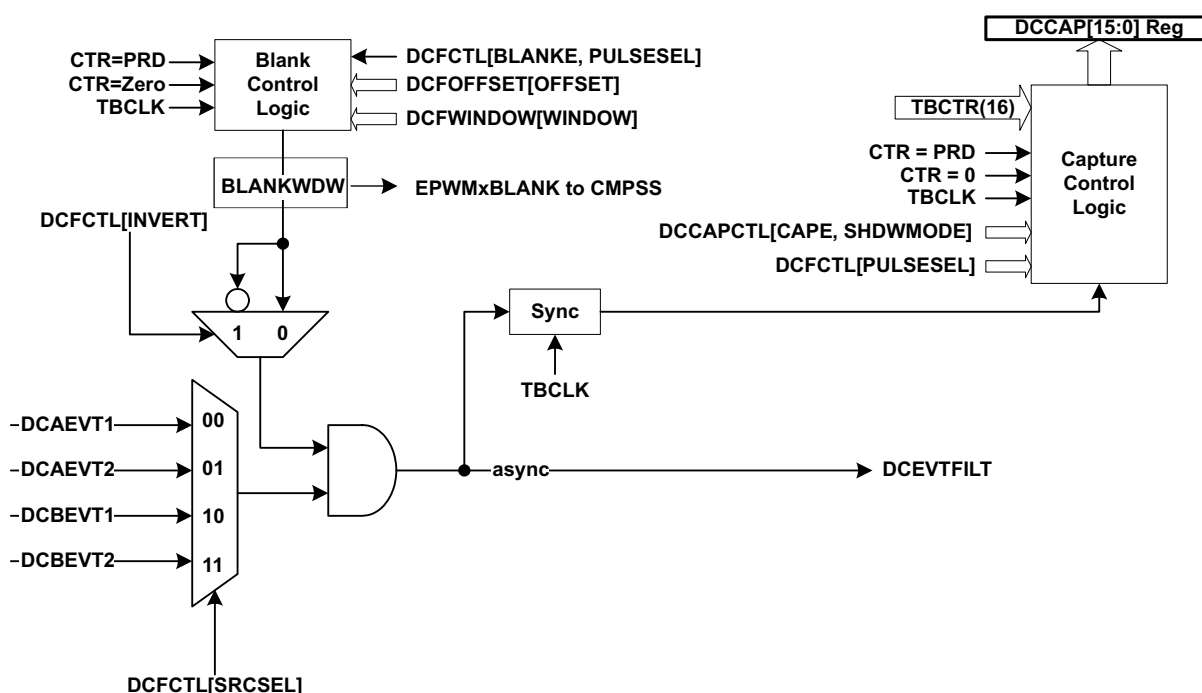 DCCAP[15:0] Reg
CTR=PRD
CTR=Zero
TBCLK
Blank
Control
Logic
DCFCTL[BLANKE, PULSESEL]
DCFOFFSET[OFFSET]
DCFWINDOW[WINDOW]
TBCTR(16)
CTR = PRD
CTR = 0
TBCLK
DCCAPCTL[CAPE, SHDWMODE]
DCFCTL[PULSESEL]
Capture
Control
Logic
BLANKWDW
EPWMxBLANK to CMPSS
DCFCTL[INVERT]
1 0
Sync
TBCLK
DCAEVT1
DCAEVT2
DCBEVT1
DCBEVT2
00
01
10
11
async
DCEVTFILT
DCFCTL[SRCSEL]